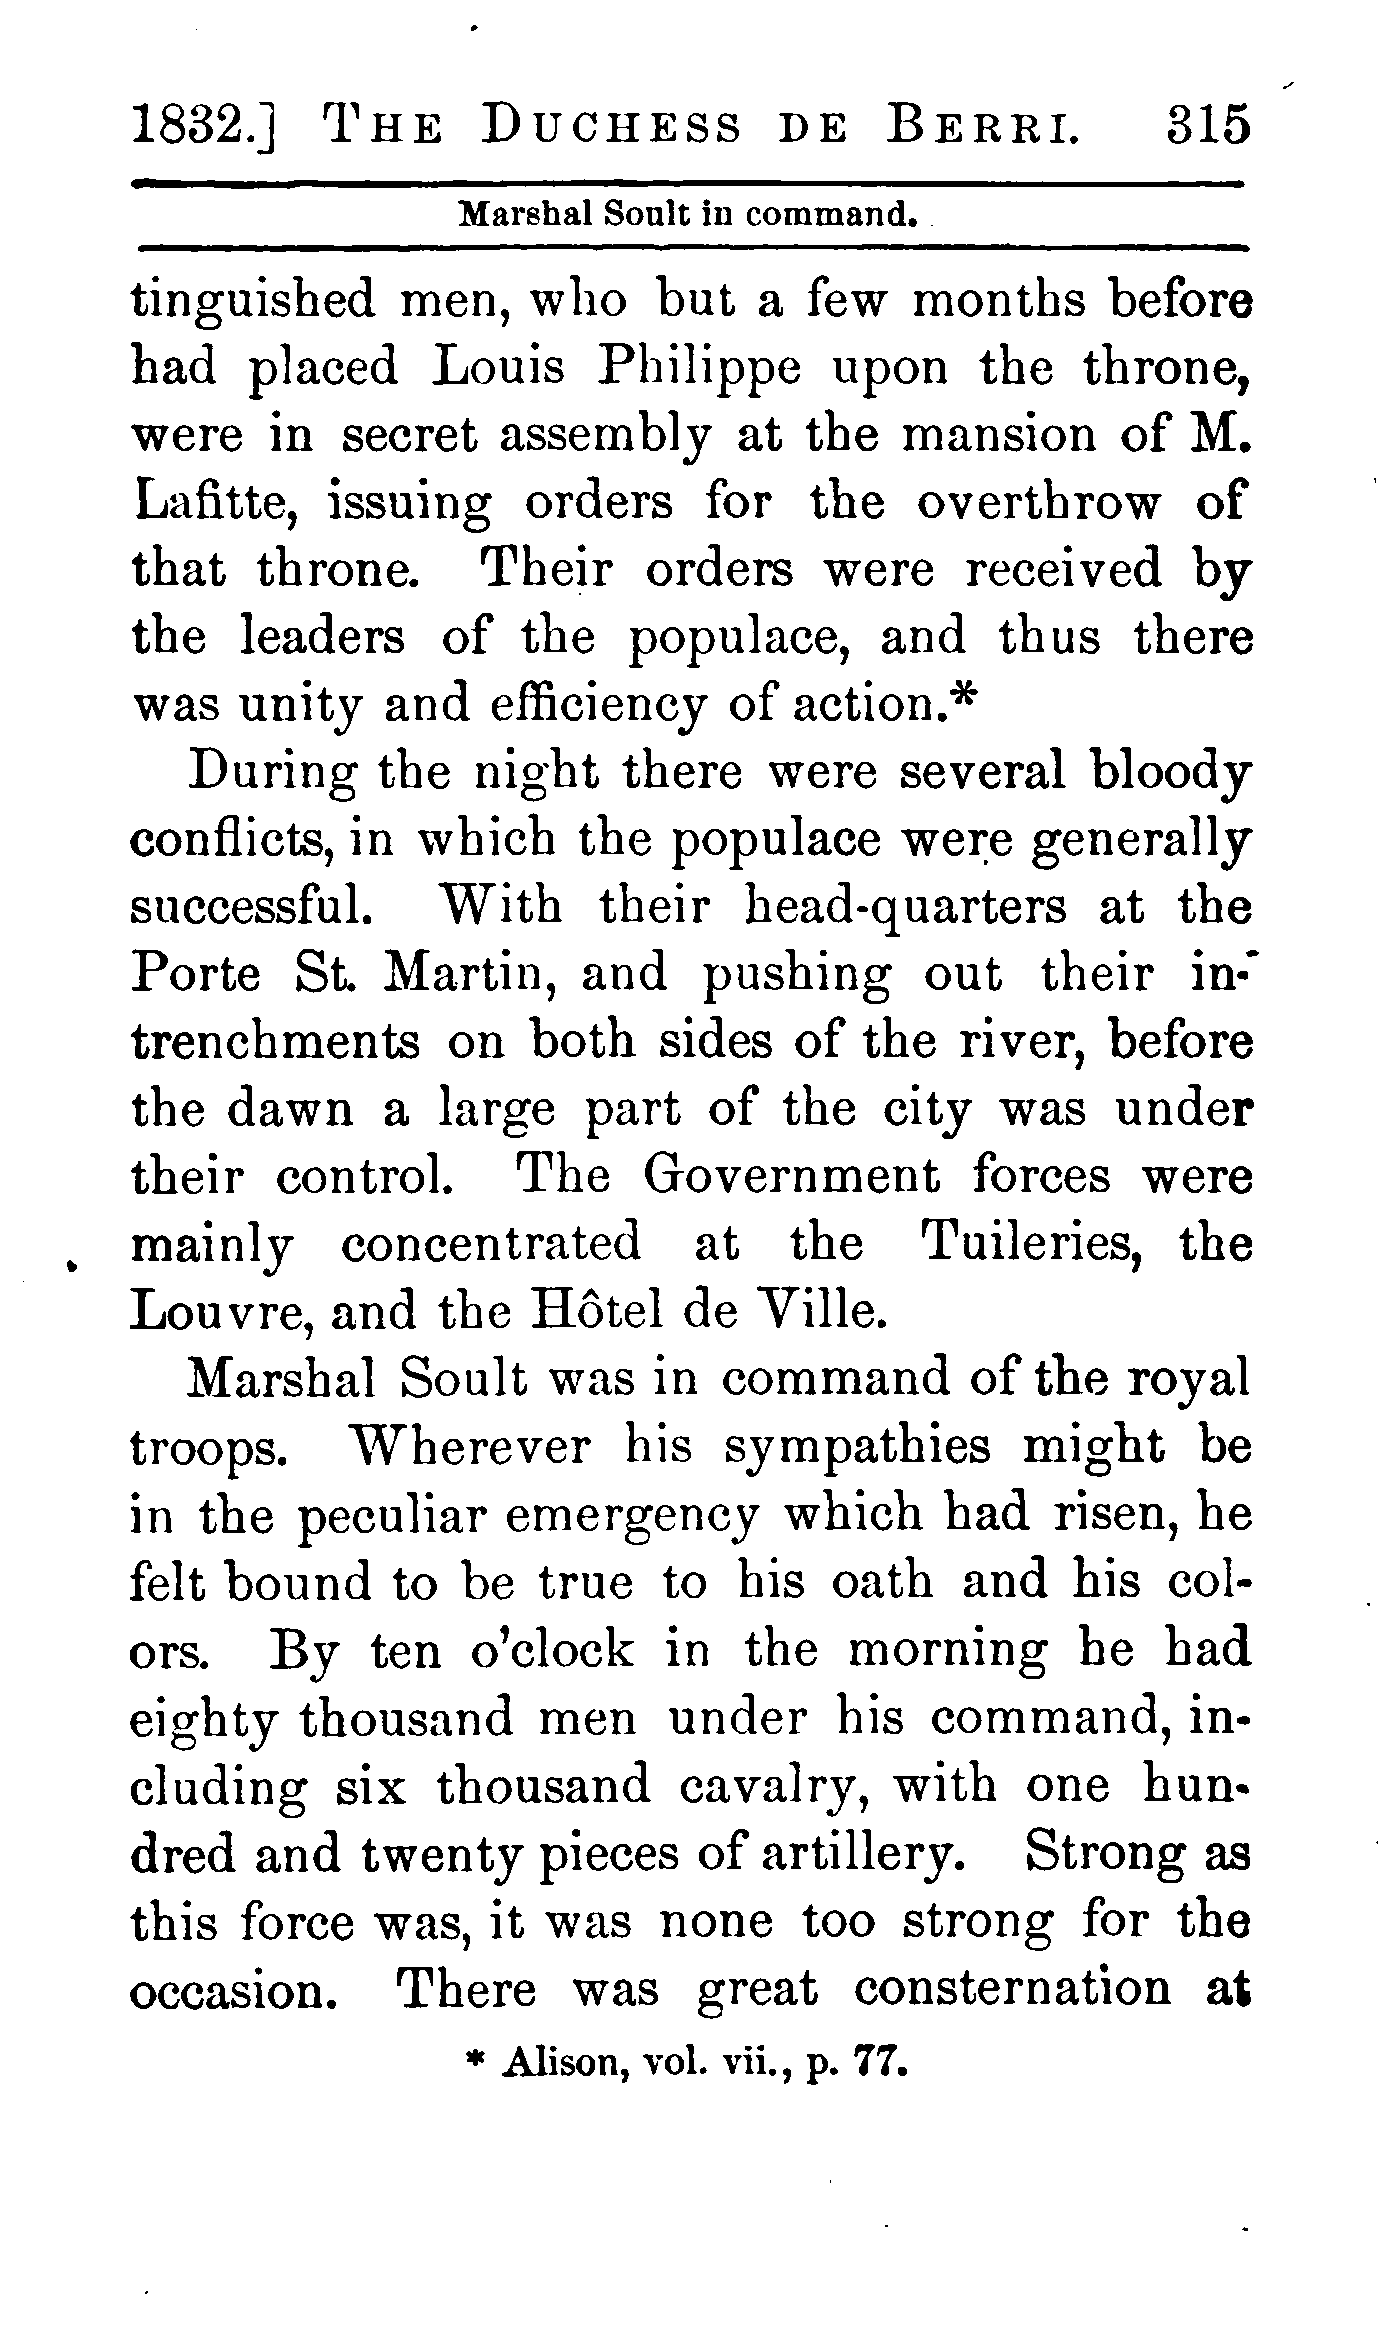 1832.] THE DUCHESS DE BERRI. 315
Marshal Soult in command.
tinguished men, who but a few months before
had placed Louis Philippe upon the throne,
were in secret assembly at the mansion of M.
Lafitte, issuing orders for the overthrow of
that throne. Their orders were received by
the leaders of the populace, and thus there
was unity and efficiency of action.*
During the night there were several bloody
conflicts, in which the populace were generally
successful. With their head-quarters at the
Porte St. Martin, and pushing out their in-
trenchments on both sides of the river, before
the dawn a large part of the city was under
their control. The Government forces were
mainly concentrated at the Tuileries, the
Louvre, and the Hôtel de Ville.
Marshal Soult was in command of the royal
troops. Wherever his sympathies might be
in the peculiar emergency which had risen, he
felt bound to be true to his oath and his col-
ors. By ten o'clock in the morning he had
eighty thousand men under his command, in-
cluding six thousand cavalry, with one hun-
dred and twenty pieces of artillery. Strong as
this force was, it was none too strong for the
occasion. There was great consternation at
* Alison, vol. vii., p. 77.